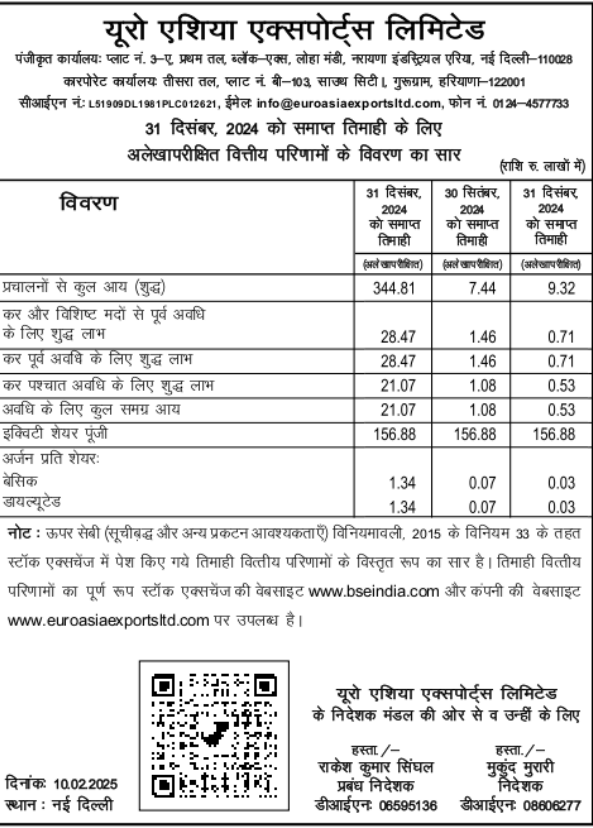 यूरो एशिया एक्सपोर्ट्स लिमिटेड
पंजीकृत कार्यालयः प्लाट नं. 3-ए, प्रथम तल, ब्लॉक-एक्स, लोहा मंडी, नरायणा इंडस्ट्रियल एरिया, नई दिल्ली-110028
कारपोरेट कार्यालयः तीसरा तल, प्लाट नं. बी-103, साउथ सिटी I, गुरूग्राम, हरियाणा-122001
सीआईएन नं.: L51909DL1981PLC012621, ईमेलः info@euroasiaexportsltd.com, फोन नं. 0124-4577733
31 दिसंबर, 2024 को समाप्त तिमाही के लिए
अलेखापरीक्षित वित्तीय परिणामों के विवरण का सार
(राशि रु. लाखों में)
विवरण 31 दिसंबर, 2024 को समाप्त तिमाही 30 सितंबर, 2024 को समाप्त तिमाही 31 दिसंबर, 2024 को समाप्त तिमाही
(अलेखापरीक्षित) (अलेखापरीक्षित) (अलेखापरीक्षित)
प्रचालनों से कुल आय (शुद्ध) 344.81 7.44 9.32
कर और विशिष्ट मदों से पूर्व अवधि
के लिए शुद्ध लाभ 28.47 1.46 0.71
कर पूर्व अवधि के लिए शुद्ध लाभ 28.47 1.46 0.71
कर पश्चात अवधि के लिए शुद्ध लाभ 21.07 1.08 0.53
अवधि के लिए कुल समग्र आय 21.07 1.08 0.53
इक्विटी शेयर पूंजी 156.88 156.88 156.88
अर्जन प्रति शेयरः
बेसिक 1.34 0.07 0.03
डायल्यूटेड 1.34 0.07 0.03
नोट : ऊपर सेबी (सूचीबद्ध और अन्य प्रकटन आवश्यकताएँ) विनियमावली, 2015 के विनियम 33 के तहत
स्टॉक एक्सचेंज में पेश किए गये तिमाही वित्तीय परिणामों के विस्तृत रूप का सार है। तिमाही वित्तीय
परिणामों का पूर्ण रूप स्टॉक एक्सचेंज की वेबसाइट www.bseindia.com और कंपनी की वेबसाइट
www.euroasiaexportsltd.com पर उपलब्ध है।
यूरो एशिया एक्सपोर्ट्स लिमिटेड
के निदेशक मंडल की ओर से व उन्हीं के लिए
हस्ता./- हस्ता./-
राकेश कुमार सिंघल मुकुंद मुरारी
प्रबंध निदेशक निदेशक
डीआईएनः 06595136 डीआईएनः 08606277
दिनांकः 10.02.2025
स्थान : नई दिल्ली